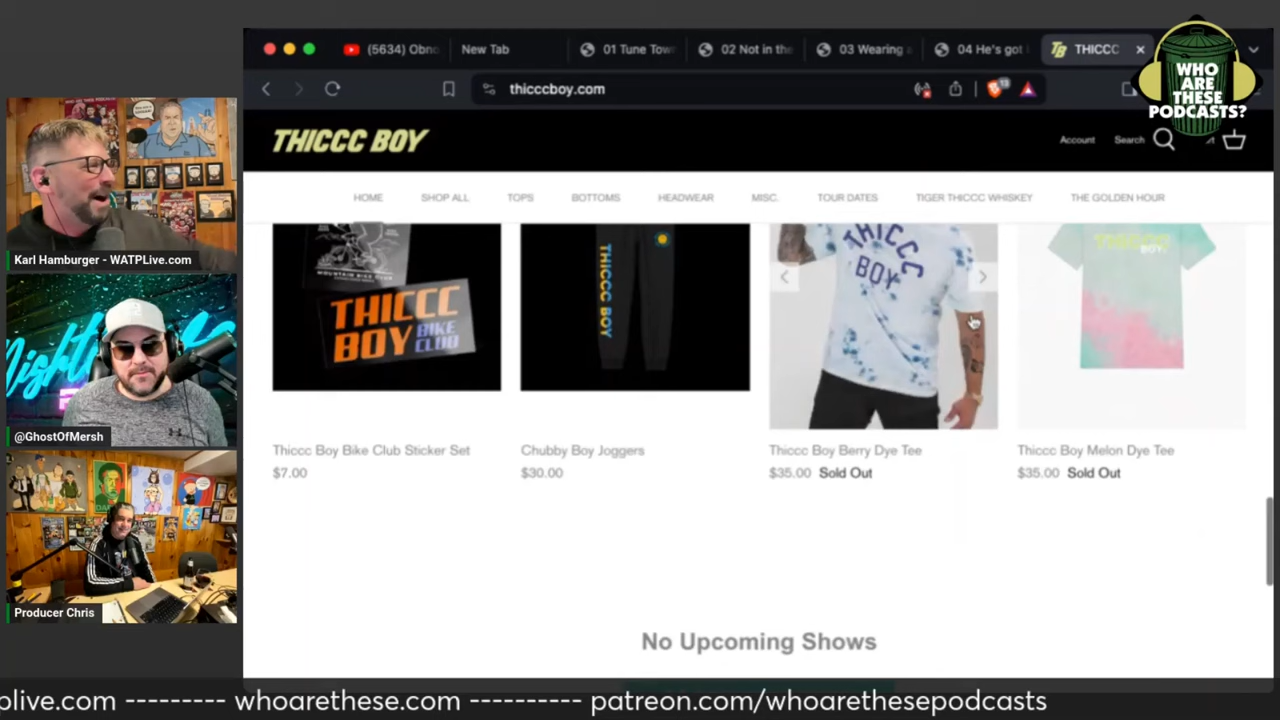 (5634) Obno
New Tab
01 Tune Tow
02 Not in the
03 Wearing a
04 He's got
THICCC
WHO
ARE
THESE
PODCASTS?
thicccboy.com
THICCC BOY
Account
Search
HOME
SHOP ALL
TOPS
BOTTOMS
HEADWEAR
MISC.
TOUR DATES
TIGER THICCC WHISKEY
THE GOLDEN HOUR
Karl Hamburger - WATPLive.com
@GhostOfMersh
Producer Chris
MOUNTAIN BIKE CLUB
THICCC
BOY BIKE
CLUB
THICCC BOY
THICCC
BOY
Thiccc Boy Bike Club Sticker Set
$7.00
Chubby Boy Joggers
$30.00
Thiccc Boy Berry Dye Tee
$35.00 Sold Out
Thiccc Boy Melon Dye Tee
$35.00 Sold Out
No Upcoming Shows
plive.com --------- whoarethese.com ---------- patreon.com/whoarethesepodcasts